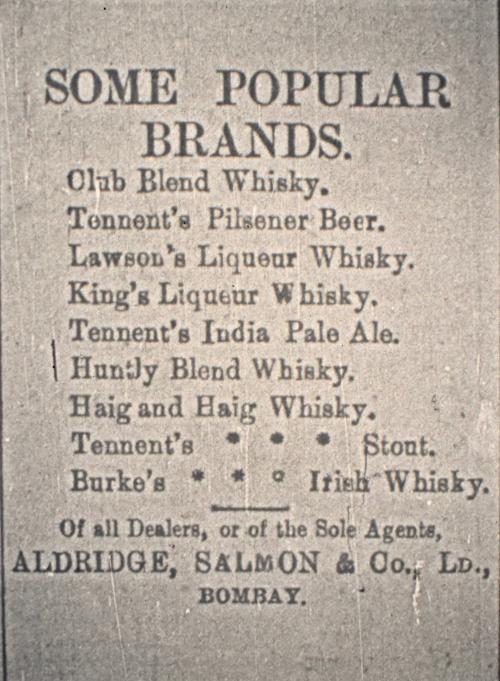 SOME POPULAR
BRANDS.
Club Blend Whisky.
Tennent's Pilsener Beer.
Lawson's Liqueur Whisky.
King's Liqueur Whisky.
Tennent's India Pale Ale.
Huntly Blend Whisky.
Haig and Haig Whisky.
Tennent's * * * Stout.
Burke's * * * Irish Whisky.
Of all Dealers, or of the Sole Agents,
ALDRIDGE, SALMON & Co., LD.,
BOMBAY.